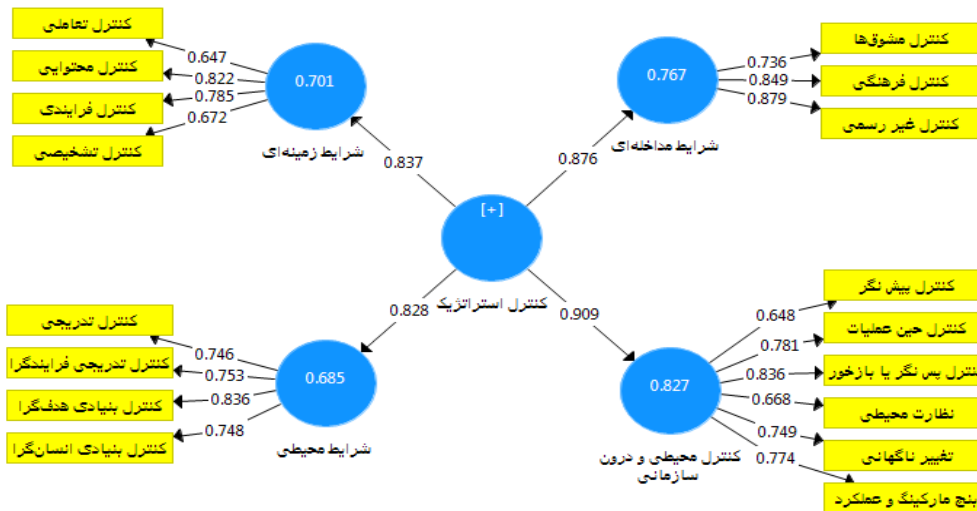 کنترل تعاملی
کنترل محتوایی
کنترل فرایندی
کنترل تشخیصی
0.647
0.822
0.785
0.672
0.701
شرایط زمینه‌ای
0.837
کنترل مشوق‌ها
کنترل فرهنگی
کنترل غیر رسمی
0.736
0.849
0.879
0.767
شرایط مداخله‌ای
0.876
[+]
کنترل استراتژیک
0.828
0.909
کنترل تدریجی
کنترل تدریجی فرایندگرا
کنترل بنیادی هدف‌گرا
کنترل بنیادی انسان‌گرا
0.746
0.753
0.836
0.748
0.685
شرایط محیطی
کنترل پیش نگر
کنترل حین عملیات
کنترل پس نگر یا بازخور
نظارت محیطی
تغییر ناگهانی
بنچ مارکینگ و عملکرد
0.648
0.781
0.836
0.668
0.749
0.774
0.827
کنترل محیطی و درون
سازمانی